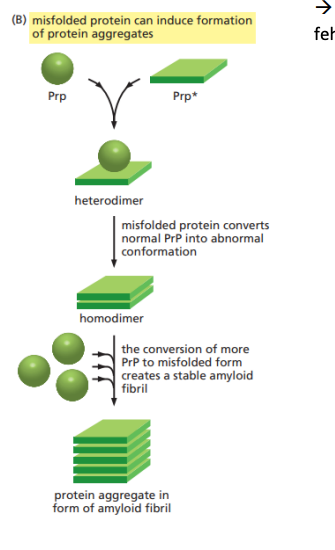 (B) misfolded protein can induce formation
of protein aggregates
→
feh
Prp
Prp*
heterodimer
misfolded protein converts
normal PrP into abnormal
conformation
homodimer
the conversion of more
PrP to misfolded form
creates a stable amyloid
fibril
protein aggregate in
form of amyloid fibril